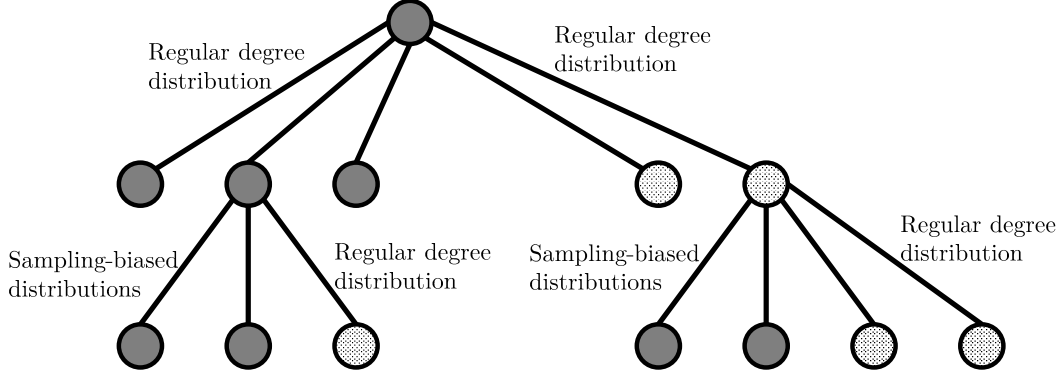 Regular degree
distribution
Regular degree
distribution
Sampling-biased
distributions
Regular degree
distribution
Sampling-biased
distributions
Regular degree
distribution